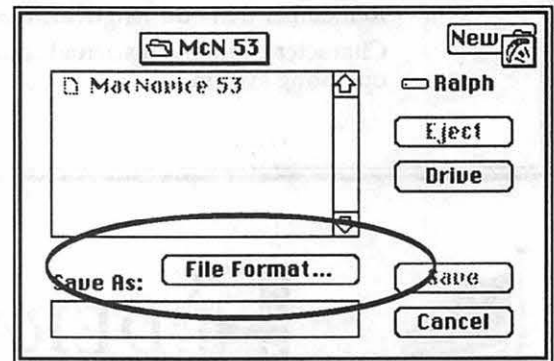 McN 53
New
MacNovice 53
Ralph
Eject
Drive
File Format...
Save As:
Save
Cancel